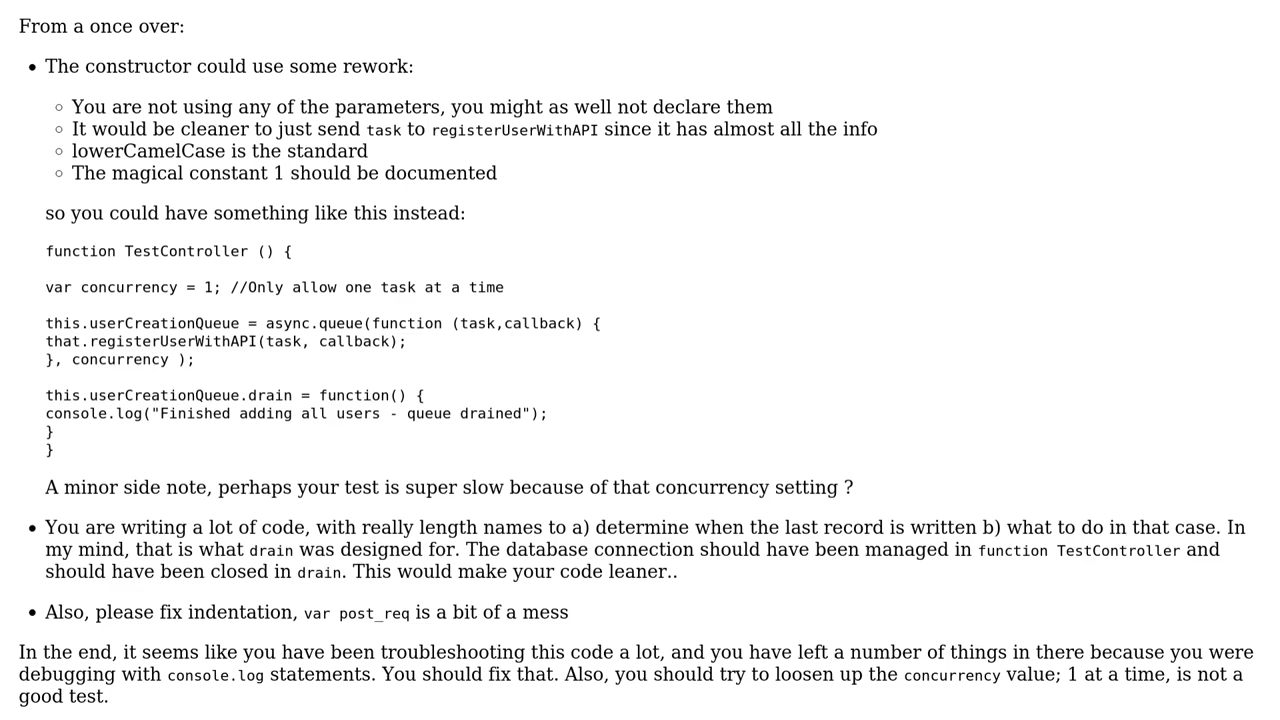 From a once over:
The constructor could use some rework:
You are not using any of the parameters, you might as well not declare them
It would be cleaner to just send task to registerUserWithAPI since it has almost all the info
lowerCamelCase is the standard
The magical constant 1 should be documented
so you could have something like this instead:
function TestController () {
var concurrency = 1; //Only allow one task at a time
this.userCreationQueue = async.queue(function (task,callback) {
that.registerUserWithAPI(task, callback);
}, concurrency );
this.userCreationQueue.drain = function() {
console.log("Finished adding all users - queue drained");
}
}
A minor side note, perhaps your test is super slow because of that concurrency setting ?
You are writing a lot of code, with really length names to a) determine when the last record is written b) what to do in that case. In
my mind, that is what drain was designed for. The database connection should have been managed in function TestController and
should have been closed in drain. This would make your code leaner..
Also, please fix indentation, var post_req is a bit of a mess
In the end, it seems like you have been troubleshooting this code a lot, and you have left a number of things in there because you were
debugging with console.log statements. You should fix that. Also, you should try to loosen up the concurrency value; 1 at a time, is not a
good test.